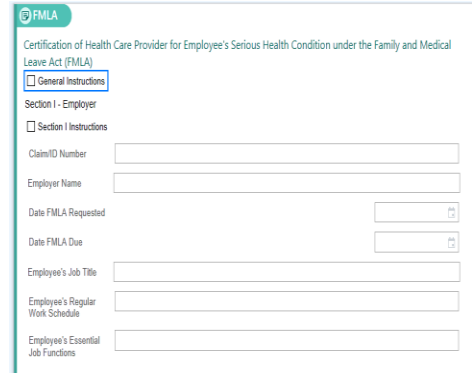 FMLA
Certification of Health Care Provider for Employee's Serious Health Condition under the Family and Medical
Leave Act (FMLA)
General Instructions
Section I - Employer
Section I Instructions
Claim/ID Number
Employer Name
Date FMLA Requested
Date FMLA Due
Employee's Job Title
Employee's Regular
Work Schedule
Employee's Essential
Job Functions